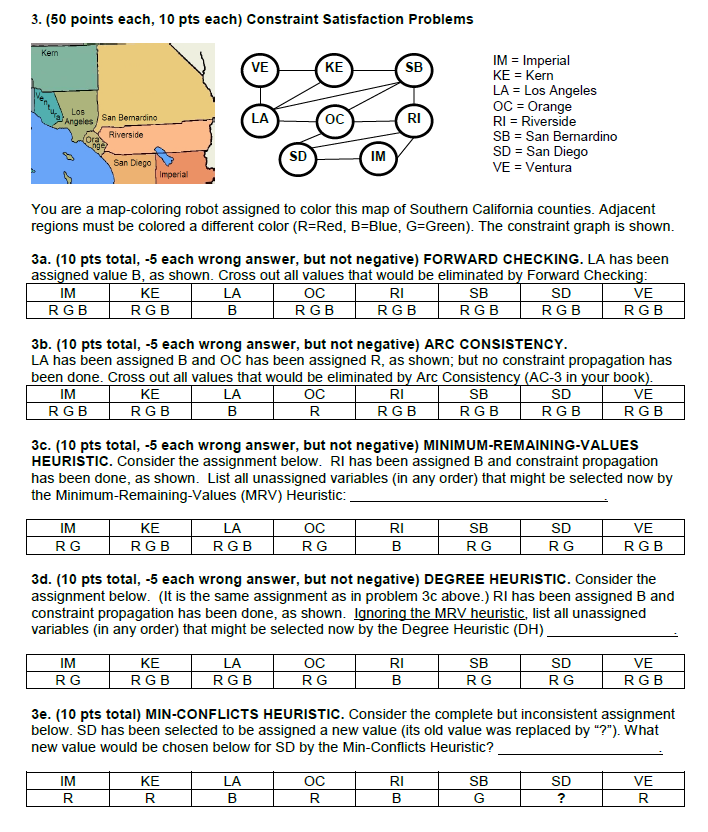 3. (50 points each, 10 pts each) Constraint Satisfaction Problems
Kern
Ventura
Los
Angeles
San Bernardino
Riverside
Ora
nge
San Diego
Imperial
VE KE SB
LA OC RI
SD IM
IM = Imperial
KE = Kern
LA = Los Angeles
OC = Orange
RI = Riverside
SB = San Bernardino
SD = San Diego
VE = Ventura
You are a map-coloring robot assigned to color this map of Southern California counties. Adjacent
regions must be colored a different color (R=Red, B=Blue, G=Green). The constraint graph is shown.
3a. (10 pts total, -5 each wrong answer, but not negative) FORWARD CHECKING. LA has been
assigned value B, as shown. Cross out all values that would be eliminated by Forward Checking:
IM KE LA OC RI SB SD VE
R G B R G B B R G B R G B R G B R G B R G B
3b. (10 pts total, -5 each wrong answer, but not negative) ARC CONSISTENCY.
LA has been assigned B and OC has been assigned R, as shown; but no constraint propagation has
been done. Cross out all values that would be eliminated by Arc Consistency (AC-3 in your book).
IM KE LA OC RI SB SD VE
R G B R G B B R R G B R G B R G B R G B
3c. (10 pts total, -5 each wrong answer, but not negative) MINIMUM-REMAINING-VALUES
HEURISTIC. Consider the assignment below. RI has been assigned B and constraint propagation
has been done, as shown. List all unassigned variables (in any order) that might be selected now by
the Minimum-Remaining-Values (MRV) Heuristic: .
IM KE LA OC RI SB SD VE
R G R G B R G B R G B R G R G R G B
3d. (10 pts total, -5 each wrong answer, but not negative) DEGREE HEURISTIC. Consider the
assignment below. (It is the same assignment as in problem 3c above.) RI has been assigned B and
constraint propagation has been done, as shown. Ignoring the MRV heuristic, list all unassigned
variables (in any order) that might be selected now by the Degree Heuristic (DH) .
IM KE LA OC RI SB SD VE
R G R G B R G B R G B R G R G R G B
3e. (10 pts total) MIN-CONFLICTS HEURISTIC. Consider the complete but inconsistent assignment
below. SD has been selected to be assigned a new value (its old value was replaced by “?”). What
new value would be chosen below for SD by the Min-Conflicts Heuristic? .
IM KE LA OC RI SB SD VE
R R B R B G ? R